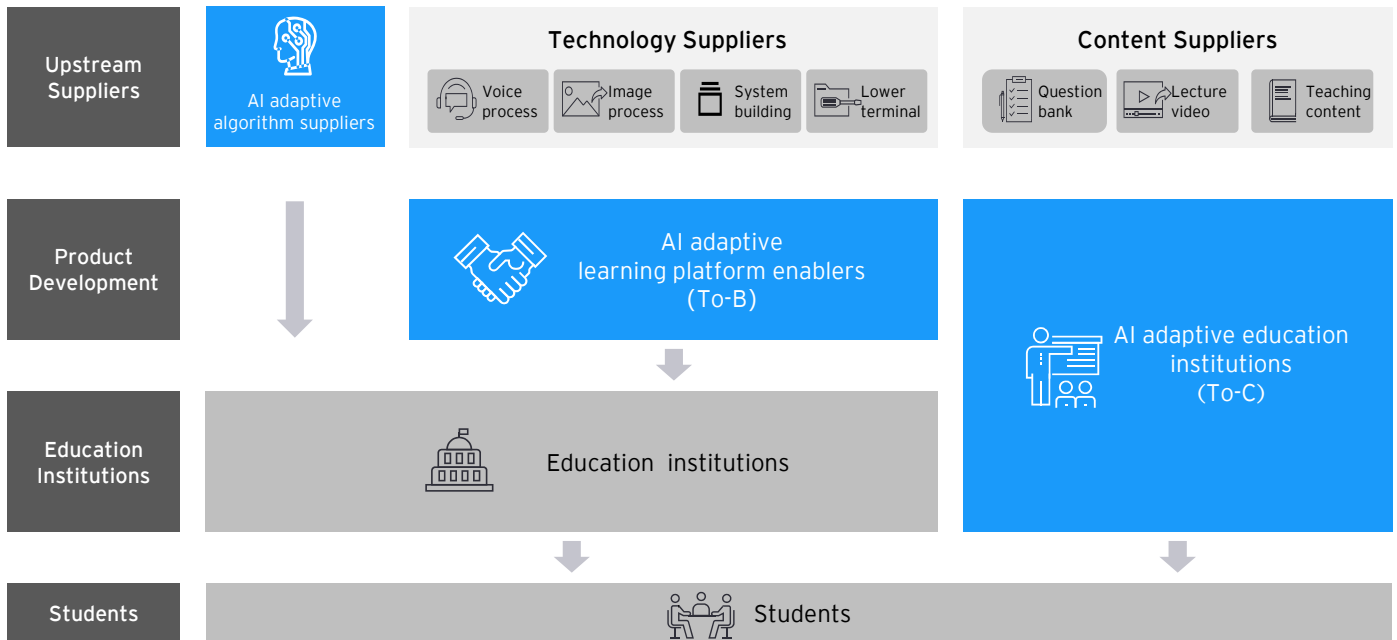 Upstream
Suppliers
AI adaptive
algorithm suppliers
Technology Suppliers
Voice
process
Image
process
System
building
Lower
terminal
Content Suppliers
Question
bank
Lecture
video
Teaching
content
Product
Development
AI adaptive
learning platform enablers
(To-B)
AI adaptive education
institutions
(To-C)
Education
Institutions
Education institutions
Students
Students